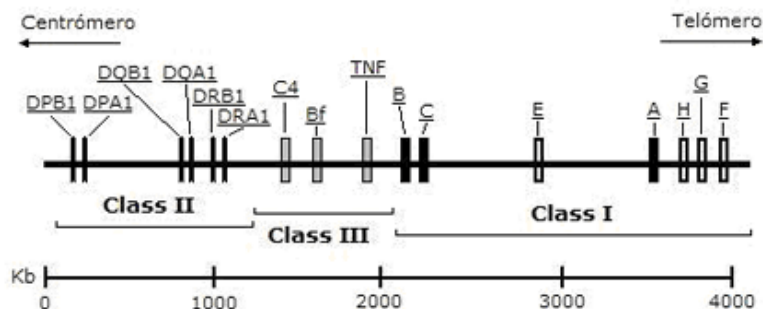 Centrómero Telómero
DQB1 DQA1 C4 TNF
DPB1 DPA1 DRB1 DRA1 Bf B C E A H G F
Class II Class III Class I
Kb
0 1000 2000 3000 4000